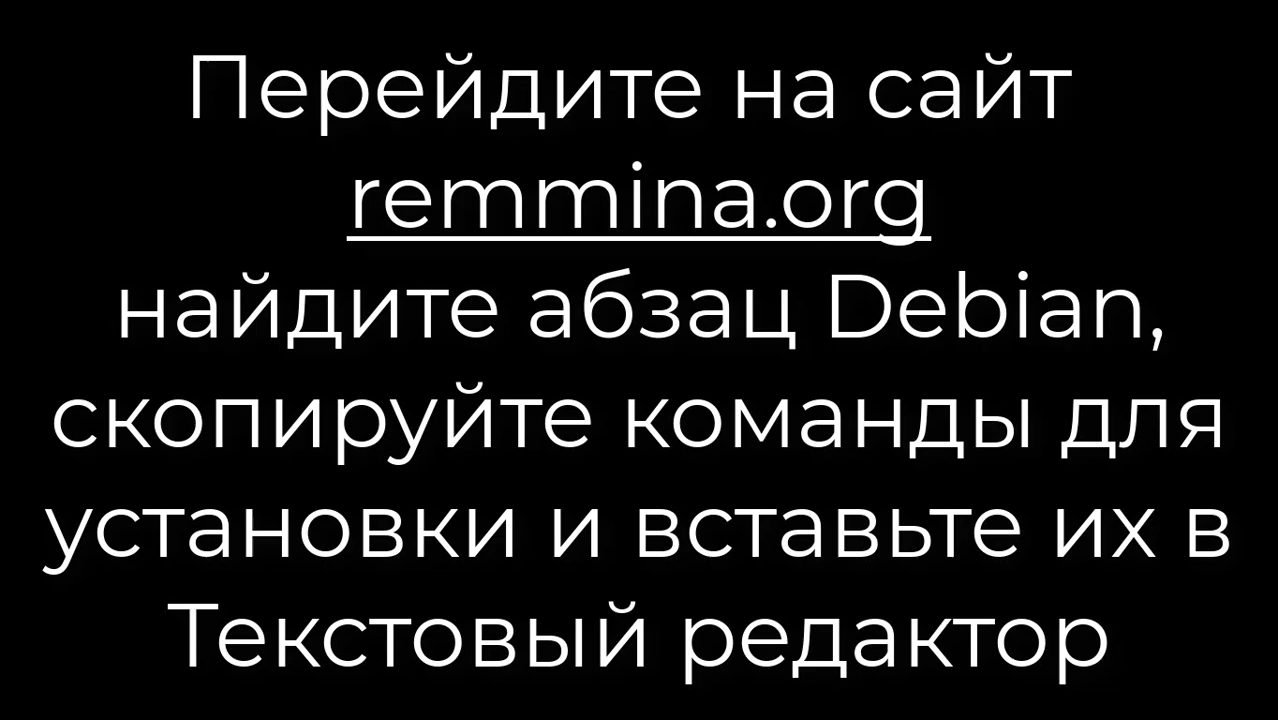 Перейдите на сайт
remmina.org
найдите абзац Debian,
скопируйте команды для
установки и вставьте их в
Текстовый редактор